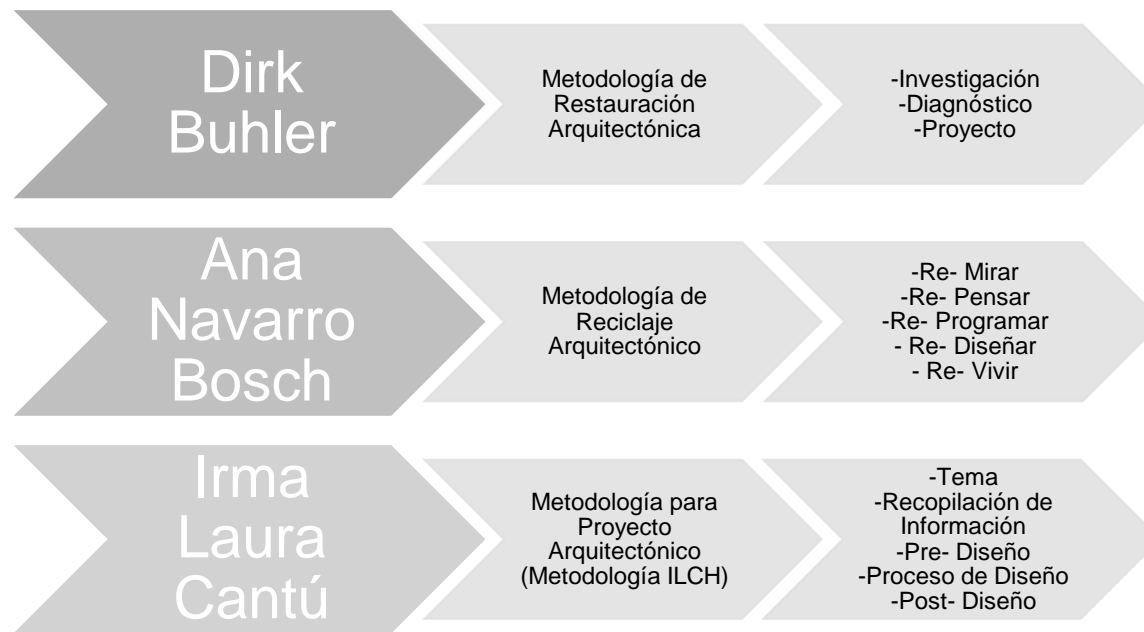 Dirk
Buhler
Metodología de
Restauración
Arquitectónica
-Investigación
-Diagnóstico
-Proyecto
Ana
Navarro
Bosch
Metodología de
Reciclaje
Arquitectónico
-Re- Mirar
-Re- Pensar
-Re- Programar
- Re- Diseñar
- Re- Vivir
Irma
Laura
Cantú
Metodología para
Proyecto
Arquitectónico
(Metodología ILCH)
-Tema
-Recopilación de
Información
-Pre- Diseño
-Proceso de Diseño
-Post- Diseño